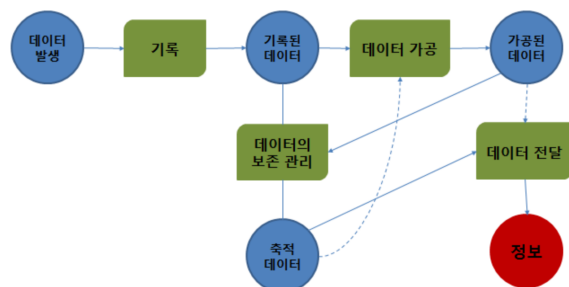 데이터
발생
기록
기록된
데이터
데이터 가공
가공된
데이터
데이터의
보존 관리
데이터 전달
축적
데이터
정보